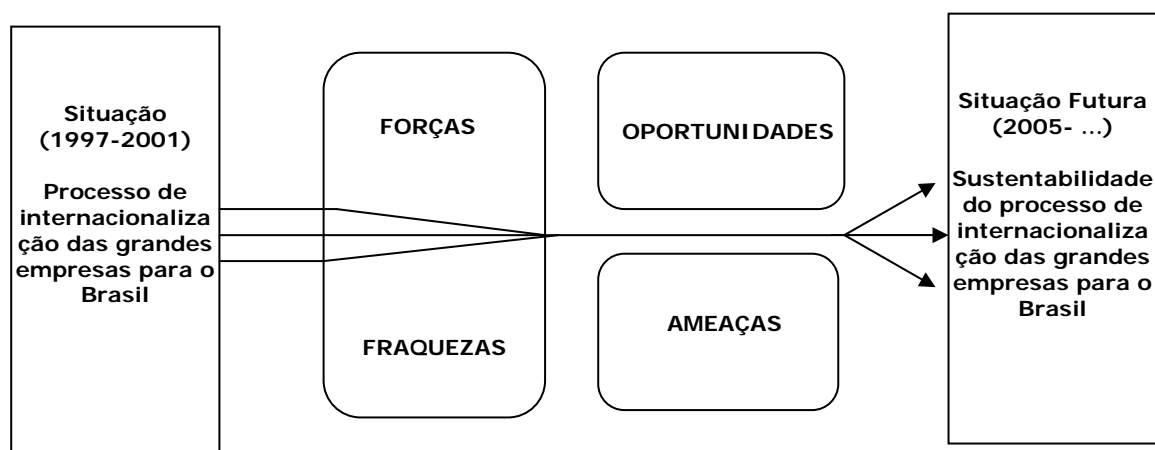 Situação
(1997-2001)
Processo de
internacionaliza
ção das grandes
empresas para o
Brasil
FORÇAS
FRAQUEZAS
OPORTUNIDADES
AMEAÇAS
Situação Futura
(2005- ...)
Sustentabilidade
do processo de
internacionaliza
ção das grandes
empresas para o
Brasil